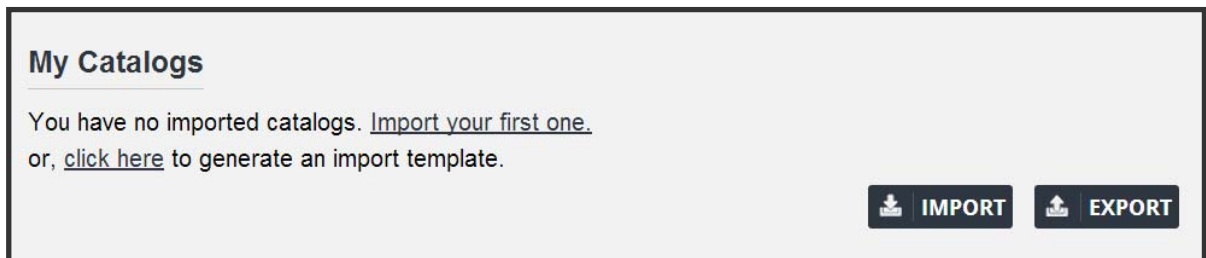 My Catalogs
You have no imported catalogs. Import your first one.
or, click here to generate an import template.
IMPORT EXPORT